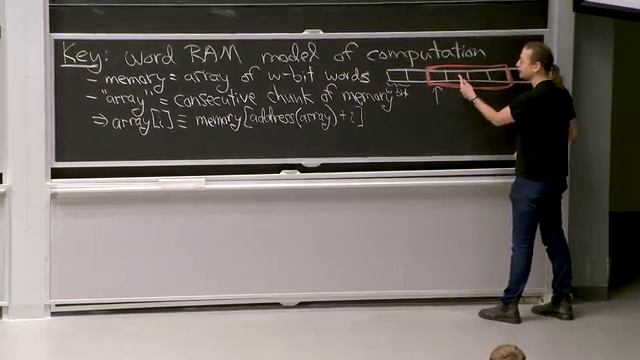 Key: word RAM model of computation
- memory = array of w-bit words
w bit
- "array" = consecutive chunk of memory
⇒ array[i] ≡ memory[address(array) + i]